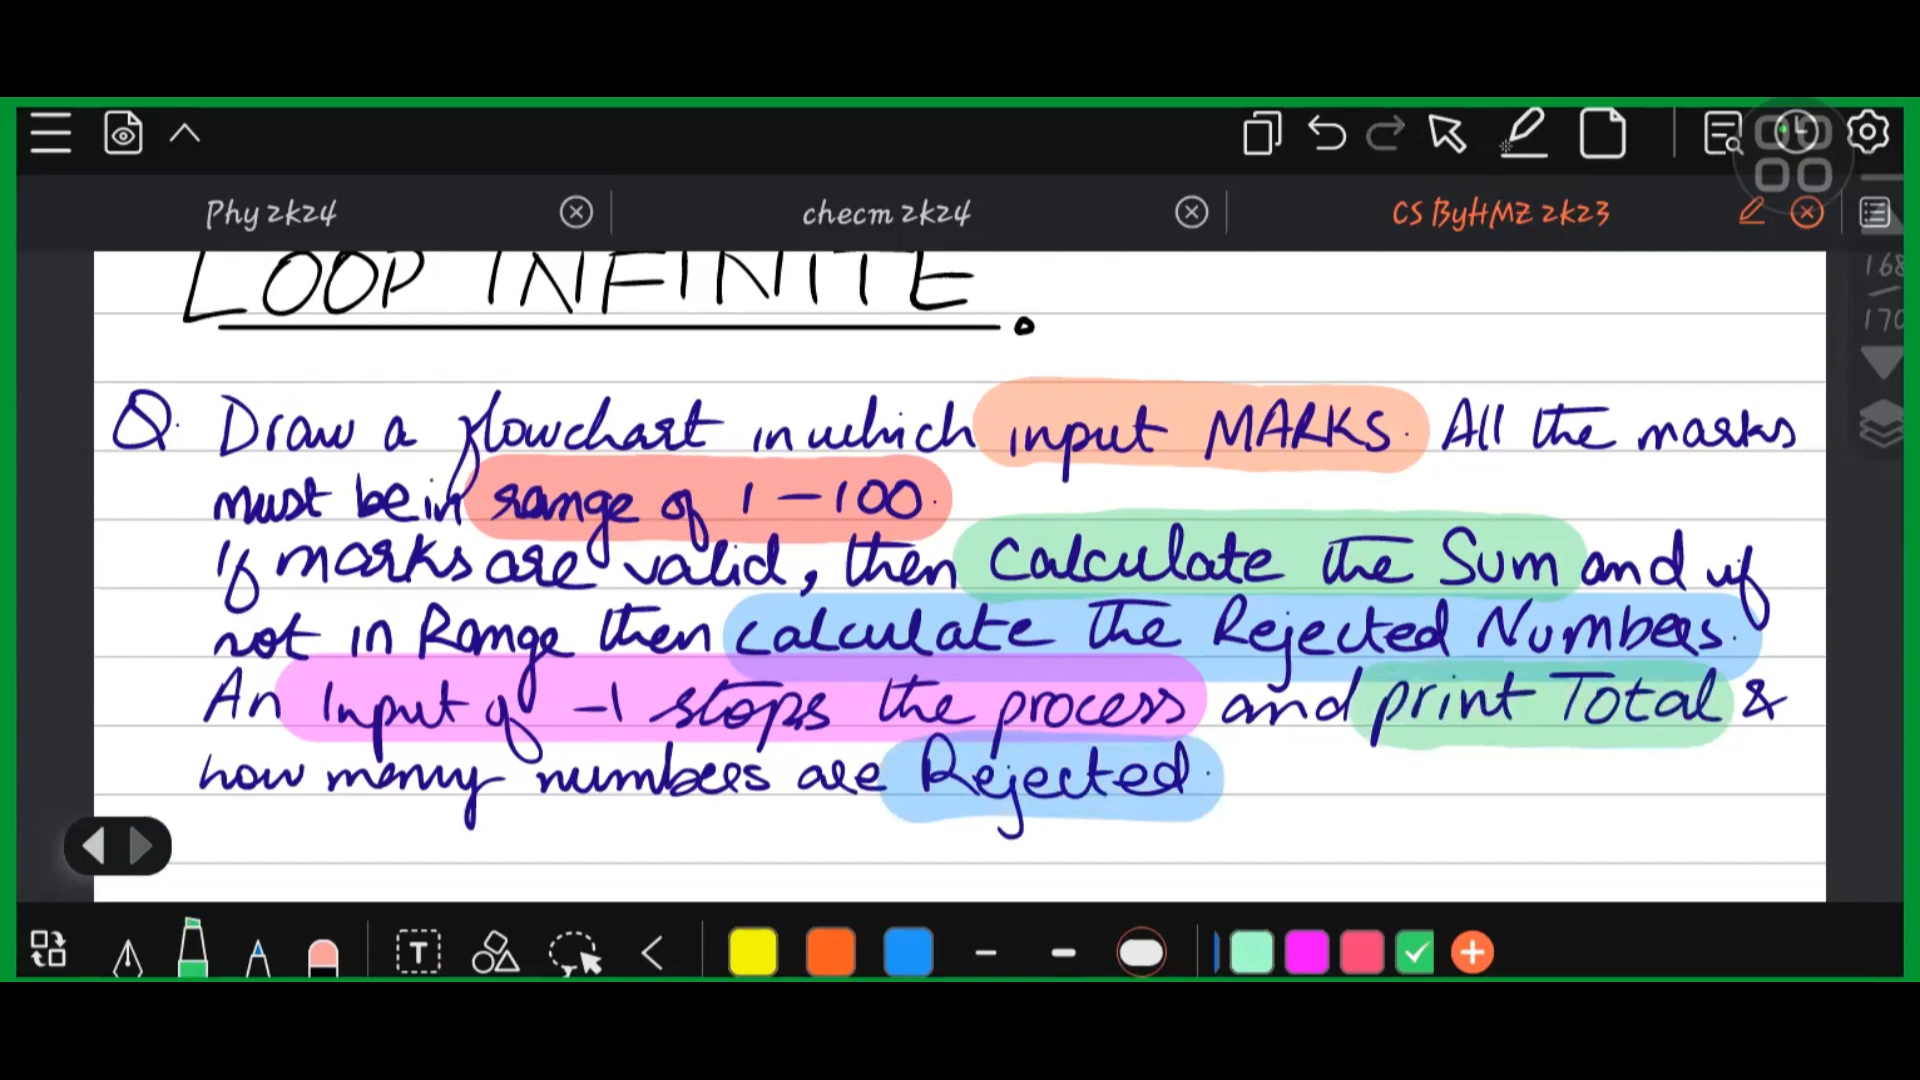 Phy 2k24
checm 2k24
CS ByHMZ 2k23
168
170
LOOP INFINITE.
Q. Draw a flowchart in which input MARKS. All the marks
must be in range of 1 – 100.
If marks are valid, then Calculate the Sum and if
not in Range then calculate the Rejected Numbers.
An Input of -1 stops the process and print Total &
how many numbers are Rejected.
T